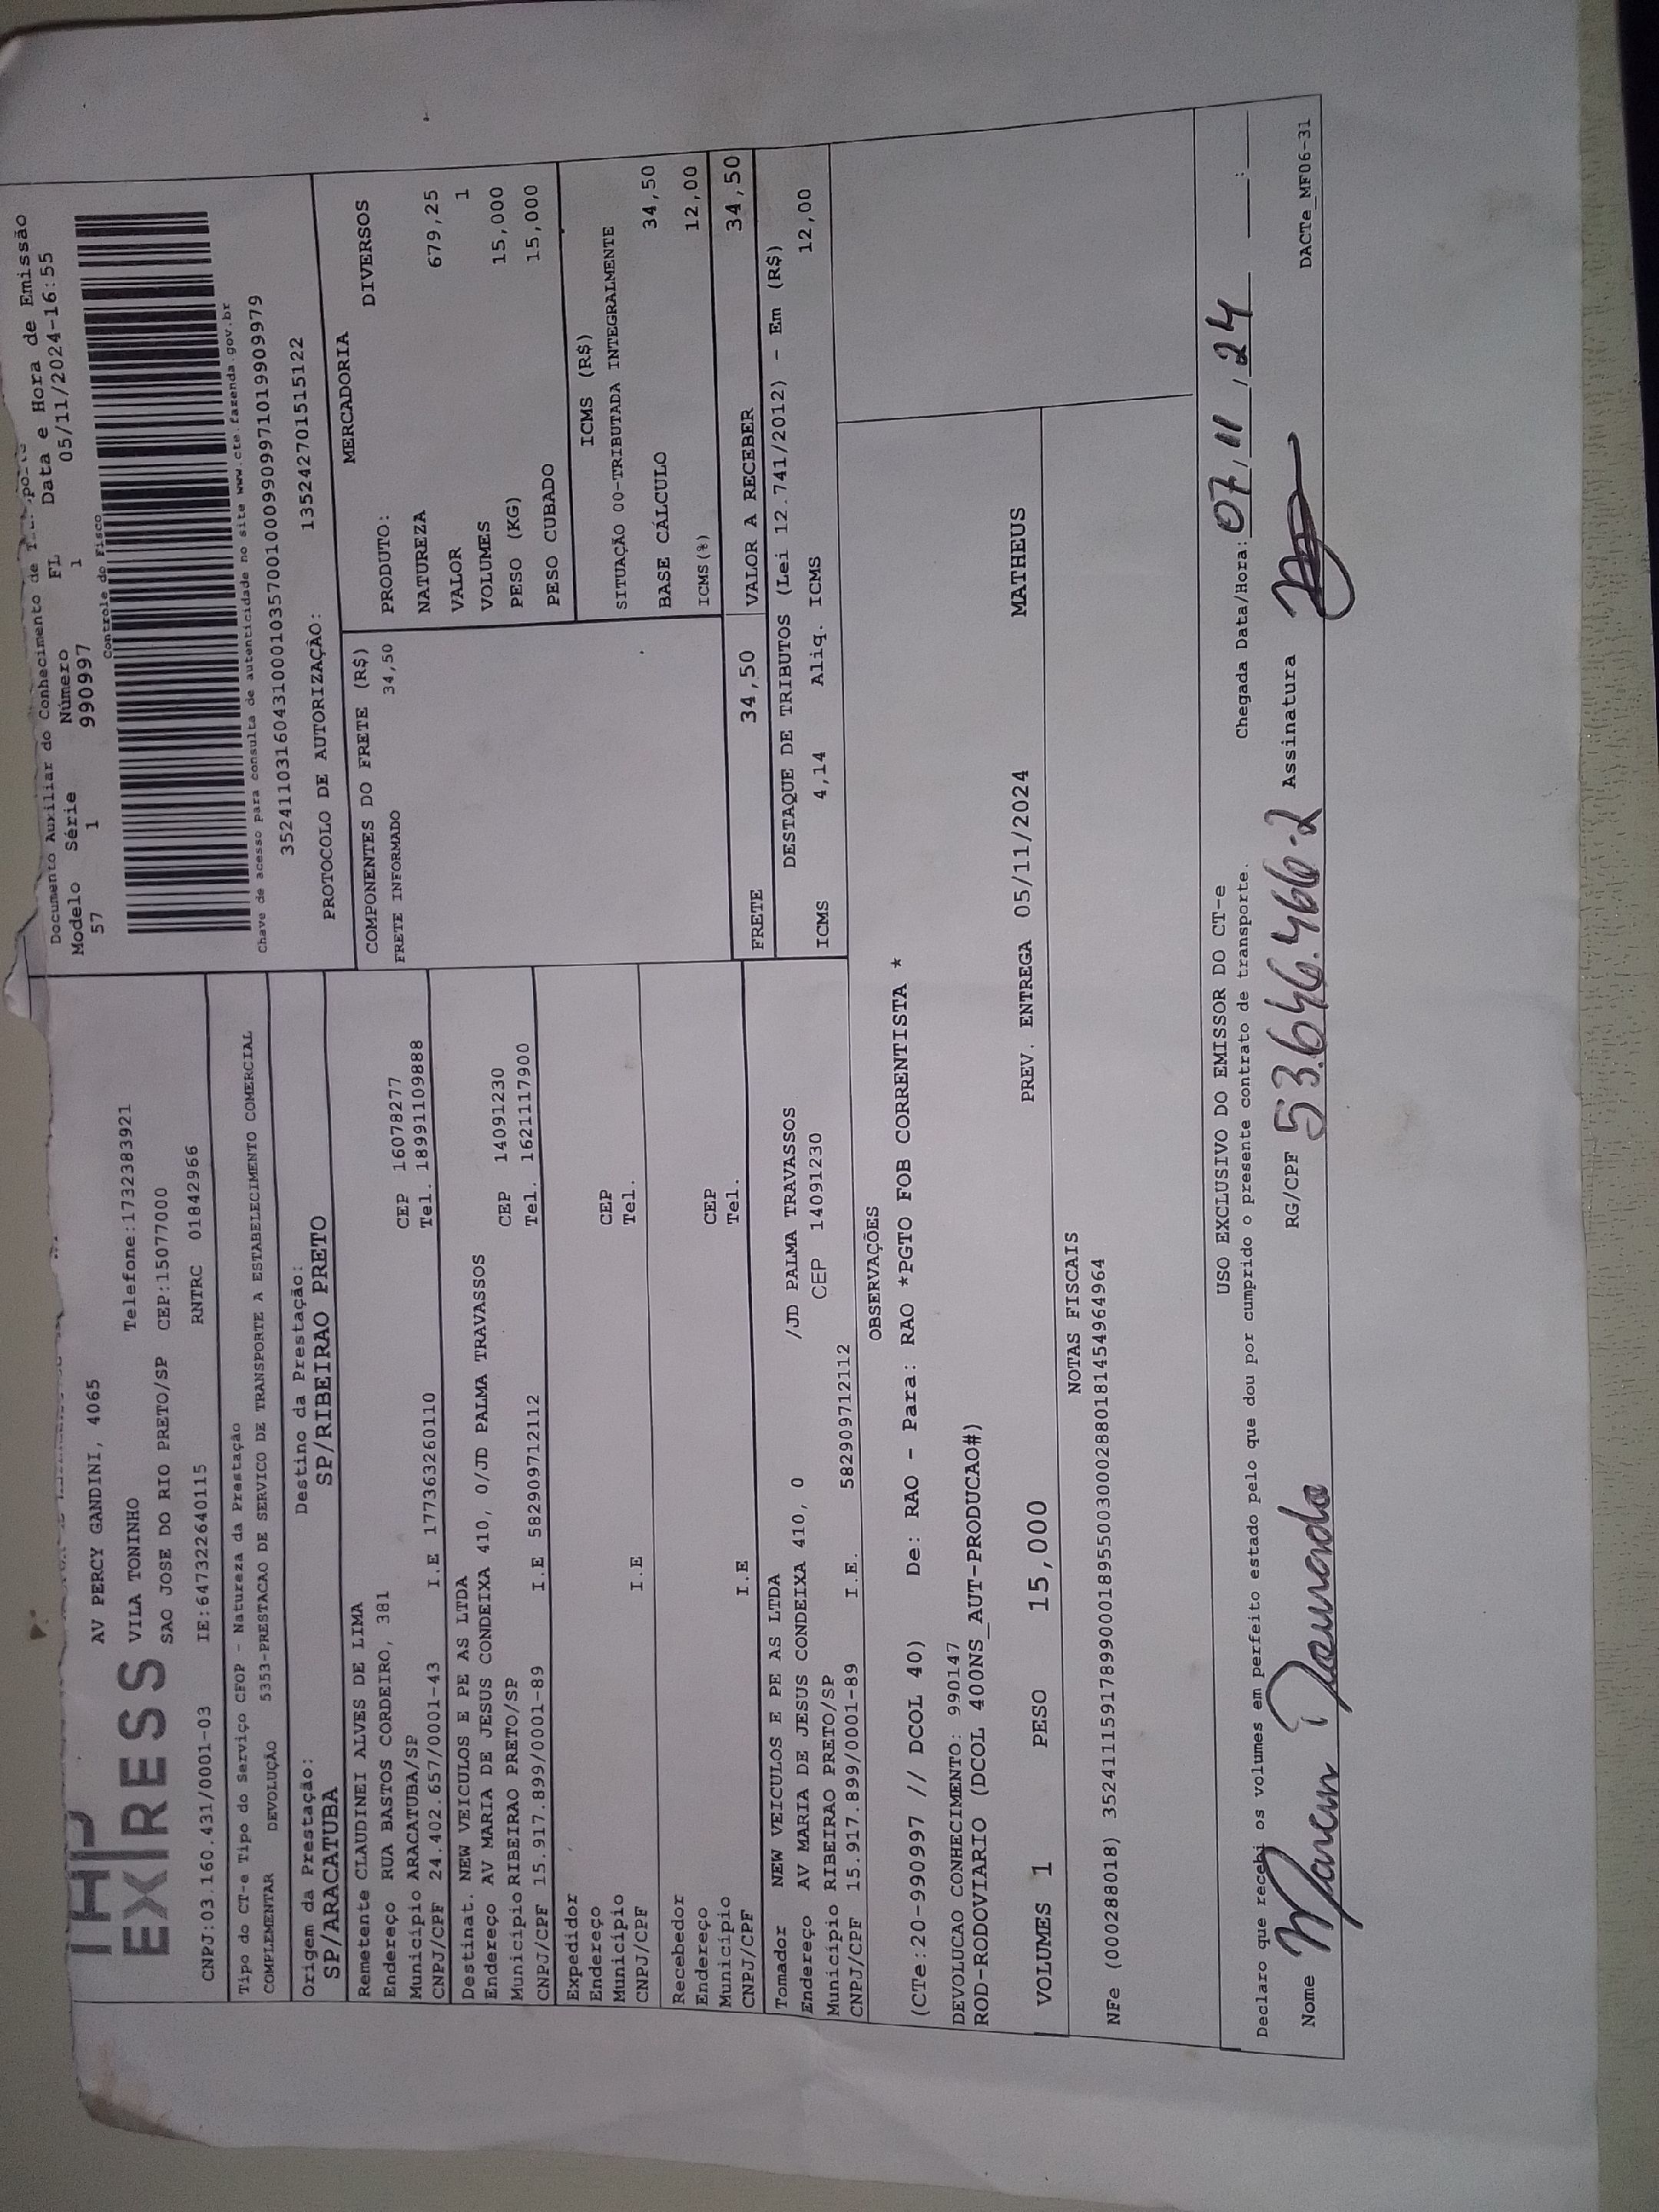 EXPRESS
AV PERCY GANDINI, 4065
VILA TONINHO Telefone:1732383921
SAO JOSE DO RIO PRETO/SP CEP:15077000
CNPJ:03.160.431/0001-03 IE:647322640115 RNTRC 01842966
Documento Auxiliar do Conhecimento de
Modelo Série Número FL Data e Hora de Emissão
57 1 990997 1 05/11/2024-16:55
Controle do Fisco
Chave de acesso para consulta de autenticidade no site www.cte.fazenda.gov.br
35241103160431000103570010009909971019909979
PROTOCOLO DE AUTORIZAÇÃO: 135242701515122
Tipo do CT-e Tipo do Serviço CFOP - Natureza da Prestação
COMPLEMENTAR DEVOLUÇÃO 5353-PRESTACAO DE SERVICO DE TRANSPORTE A ESTABELECIMENTO COMERCIAL
Origem da Prestação: Destino da Prestação:
SP/ARACATUBA SP/RIBEIRAO PRETO
Remetente CLAUDINEI ALVES DE LIMA
Endereço RUA BASTOS CORDEIRO, 381 CEP 16078277
Município ARACATUBA/SP Tel. 18991109888
CNPJ/CPF 24.402.657/0001-43 I.E 177363260110
Destinat. NEW VEICULOS E PE AS LTDA
Endereço AV MARIA DE JESUS CONDEIXA 410, 0/JD PALMA TRAVASSOS
Município RIBEIRAO PRETO/SP CEP 14091230
CNPJ/CPF 15.917.899/0001-89 I.E 582909712112 Tel. 1621117900
Expedidor
Endereço
Município CEP
CNPJ/CPF I.E Tel.
Recebedor
Endereço
Município CEP
CNPJ/CPF I.E Tel.
Tomador NEW VEICULOS E PE AS LTDA
Endereço AV MARIA DE JESUS CONDEIXA 410, 0 /JD PALMA TRAVASSOS
Município RIBEIRAO PRETO/SP CEP 14091230
CNPJ/CPF 15.917.899/0001-89 I.E. 582909712112
COMPONENTES DO FRETE (R$)
FRETE INFORMADO 34,50
MERCADORIA
PRODUTO: DIVERSOS
NATUREZA
VALOR 679,25
VOLUMES 1
PESO (KG) 15,000
PESO CUBADO 15,000
ICMS (R$)
SITUAÇÃO 00-TRIBUTADA INTEGRALMENTE
BASE CÁLCULO 34,50
ICMS(%) 12,00
FRETE 34,50 VALOR A RECEBER 34,50
DESTAQUE DE TRIBUTOS (Lei 12.741/2012) - Em (R$)
ICMS 4,14 Aliq. ICMS 12,00
OBSERVAÇÕES
(CTe:20-990997 // DCOL 40) De: RAO - Para: RAO *PGTO FOB CORRENTISTA *
DEVOLUCAO CONHECIMENTO: 990147
ROD-RODOVIARIO (DCOL 400NS_AUT-PRODUCAO#)
VOLUMES 1 PESO 15,000 PREV. ENTREGA 05/11/2024 MATHEUS
NOTAS FISCAIS
NFe (000288018) 35241115917899000189550030002880181454964964
USO EXCLUSIVO DO EMISSOR DO CT-e
Declaro que recebi os volumes em perfeito estado pelo que dou por cumprido o presente contrato de transporte. Chegada Data/Hora: 07/11/24 :
Nome RG/CPF 53.646.466-2 Assinatura
DACTe_MF06-31